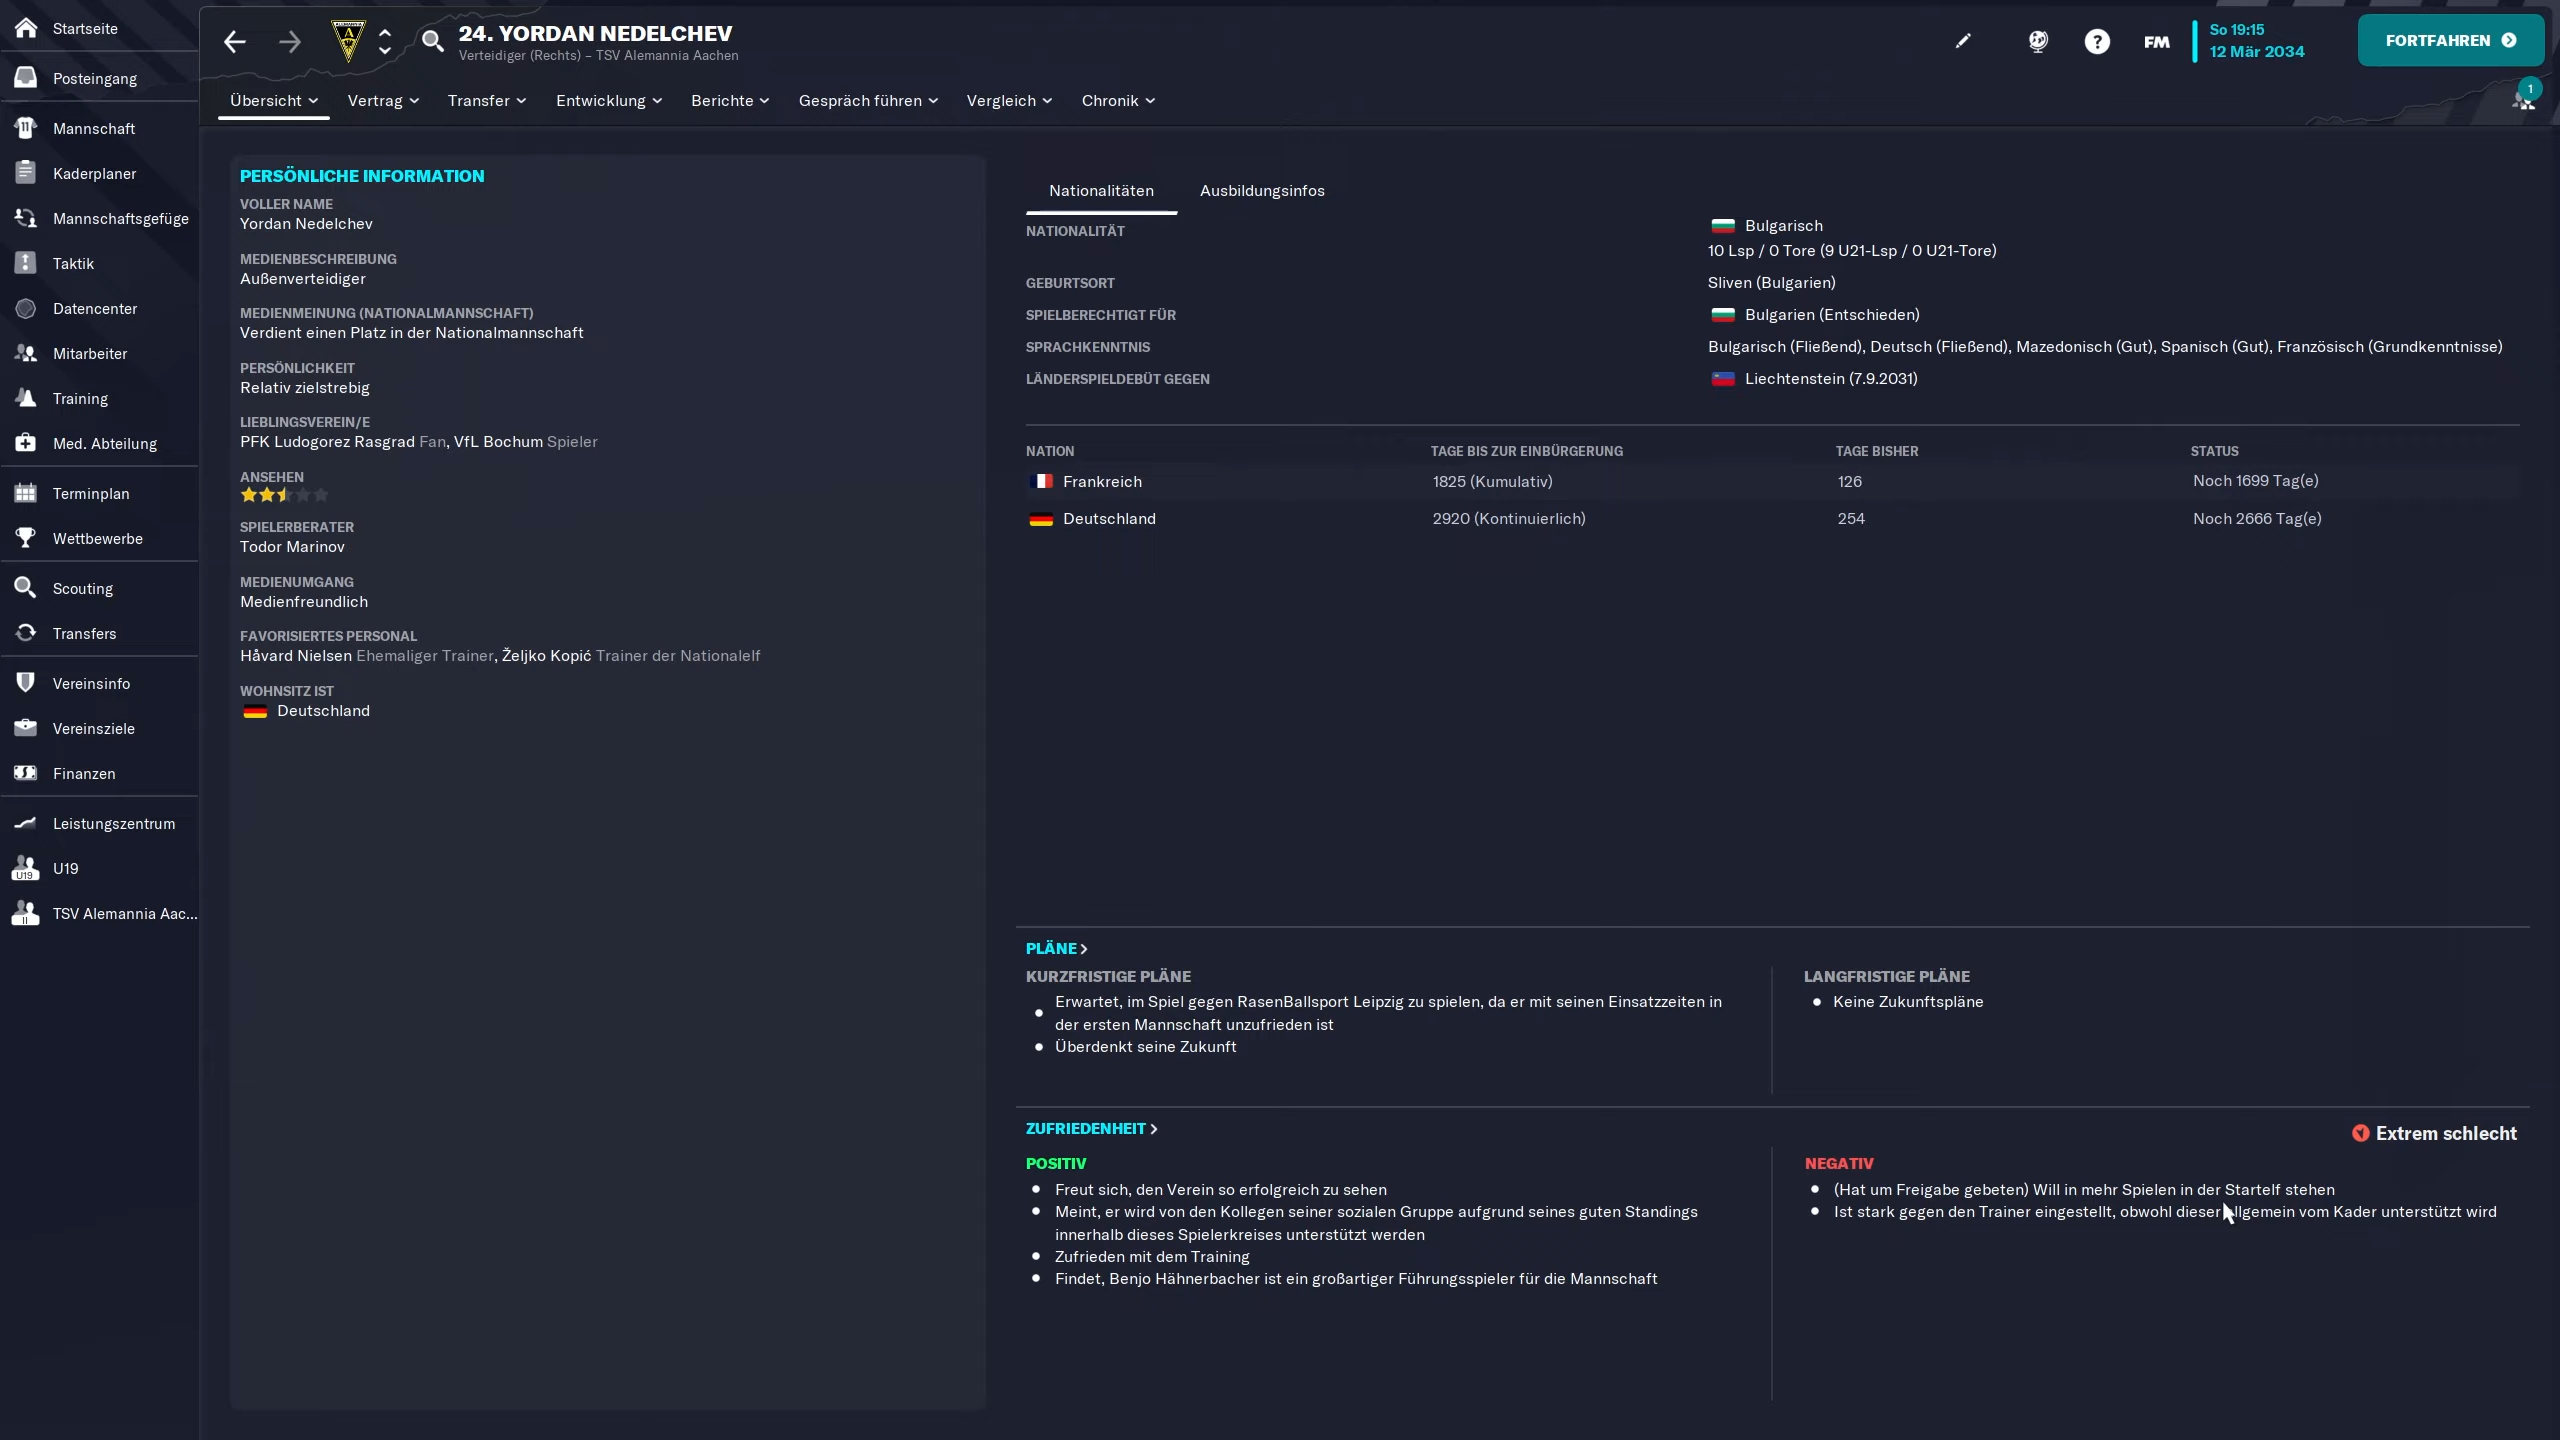 Startseite
Posteingang
Mannschaft
Kaderplaner
Mannschaftsgefüge
Taktik
Datencenter
Mitarbeiter
Training
Med. Abteilung
Terminplan
Wettbewerbe
Scouting
Transfers
Vereinsinfo
Vereinsziele
Finanzen
Leistungszentrum
U19
U19
TSV Alemannia Aac...
24. YORDAN NEDELCHEV
Verteidiger (Rechts) – TSV Alemannia Aachen
FM
So 19:15
12 Mär 2034
FORTFAHREN
Übersicht Vertrag Transfer Entwicklung Berichte Gespräch führen Vergleich Chronik
1
PERSÖNLICHE INFORMATION
VOLLER NAME
Yordan Nedelchev
MEDIENBESCHREIBUNG
Außenverteidiger
MEDIENMEINUNG (NATIONALMANNSCHAFT)
Verdient einen Platz in der Nationalmannschaft
PERSÖNLICHKEIT
Relativ zielstrebig
LIEBLINGSVEREIN/E
PFK Ludogorez Rasgrad Fan, VfL Bochum Spieler
ANSEHEN
SPIELERBERATER
Todor Marinov
MEDIENUMGANG
Medienfreundlich
FAVORISIERTES PERSONAL
Håvard Nielsen Ehemaliger Trainer, Željko Kopić Trainer der Nationalelf
WOHNSITZ IST
Deutschland
Nationalitäten Ausbildungsinfos
NATIONALITÄT Bulgarisch
10 Lsp / 0 Tore (9 U21-Lsp / 0 U21-Tore)
GEBURTSORT Sliven (Bulgarien)
SPIELBERECHTIGT FÜR Bulgarien (Entschieden)
SPRACHKENNTNIS Bulgarisch (Fließend), Deutsch (Fließend), Mazedonisch (Gut), Spanisch (Gut), Französisch (Grundkenntnisse)
LÄNDERSPIELDEBÜT GEGEN Liechtenstein (7.9.2031)
NATION TAGE BIS ZUR EINBÜRGERUNG TAGE BISHER STATUS
Frankreich 1825 (Kumulativ) 126 Noch 1699 Tag(e)
Deutschland 2920 (Kontinuierlich) 254 Noch 2666 Tag(e)
PLÄNE
KURZFRISTIGE PLÄNE
Erwartet, im Spiel gegen RasenBallsport Leipzig zu spielen, da er mit seinen Einsatzzeiten in
der ersten Mannschaft unzufrieden ist
Überdenkt seine Zukunft
LANGFRISTIGE PLÄNE
Keine Zukunftspläne
ZUFRIEDENHEIT
Extrem schlecht
POSITIV
Freut sich, den Verein so erfolgreich zu sehen
Meint, er wird von den Kollegen seiner sozialen Gruppe aufgrund seines guten Standings
innerhalb dieses Spielerkreises unterstützt werden
Zufrieden mit dem Training
Findet, Benjo Hähnerbacher ist ein großartiger Führungsspieler für die Mannschaft
NEGATIV
(Hat um Freigabe gebeten) Will in mehr Spielen in der Startelf stehen
Ist stark gegen den Trainer eingestellt, obwohl dieser allgemein vom Kader unterstützt wird